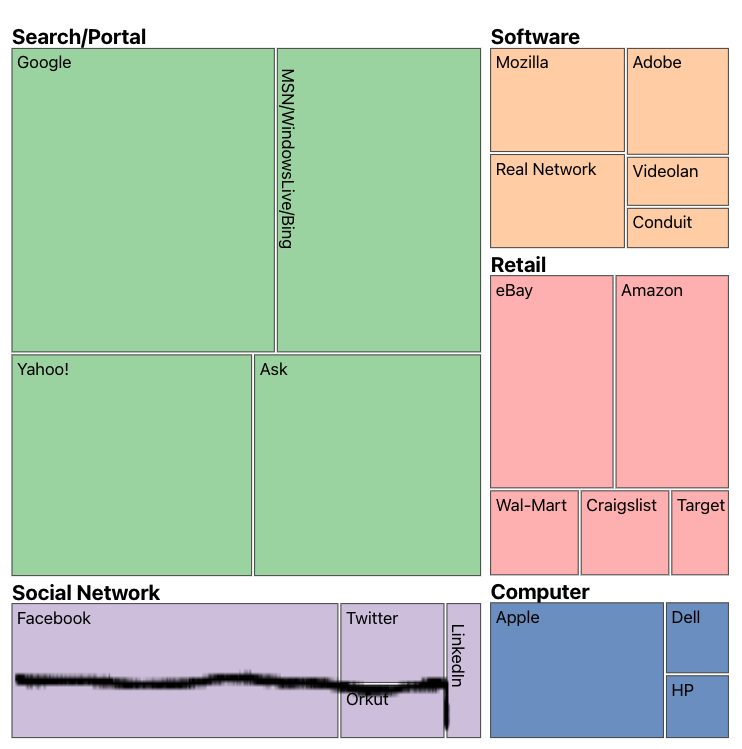 Search/Portal
Google
MSN/WindowsLive/Bing
Yahoo!
Ask
Software
Mozilla
Adobe
Real Network
Videolan
Conduit
Retail
eBay
Amazon
Wal-Mart
Craigslist
Target
Social Network
Facebook
Twitter
LinkedIn
Orkut
Computer
Apple
Dell
HP